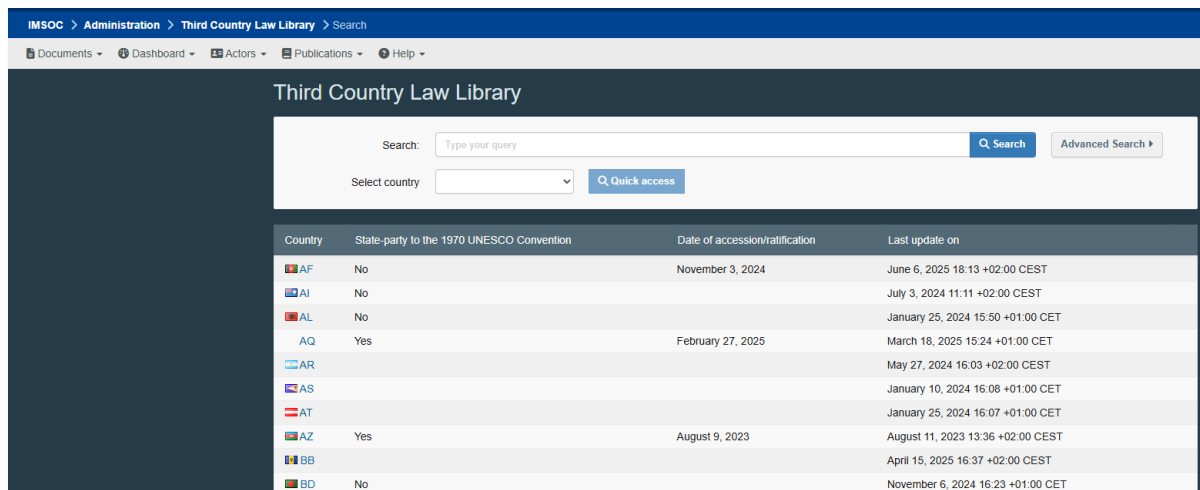 IMSOC > Administration > Third Country Law Library > Search
Documents Dashboard Actors Publications Help
Third Country Law Library
Search: Type your query Search Advanced Search
Select country Quick access
Country State-party to the 1970 UNESCO Convention Date of accession/ratification Last update on
AF No November 3, 2024 June 6, 2025 18:13 +02:00 CEST
AI No July 3, 2024 11:11 +02:00 CEST
AL No January 25, 2024 15:50 +01:00 CET
AQ Yes February 27, 2025 March 18, 2025 15:24 +01:00 CET
AR May 27, 2024 16:03 +02:00 CEST
AS January 10, 2024 16:08 +01:00 CET
AT January 25, 2024 16:07 +01:00 CET
AZ Yes August 9, 2023 August 11, 2023 13:36 +02:00 CEST
BB April 15, 2025 16:37 +02:00 CEST
BD No November 6, 2024 16:23 +01:00 CET